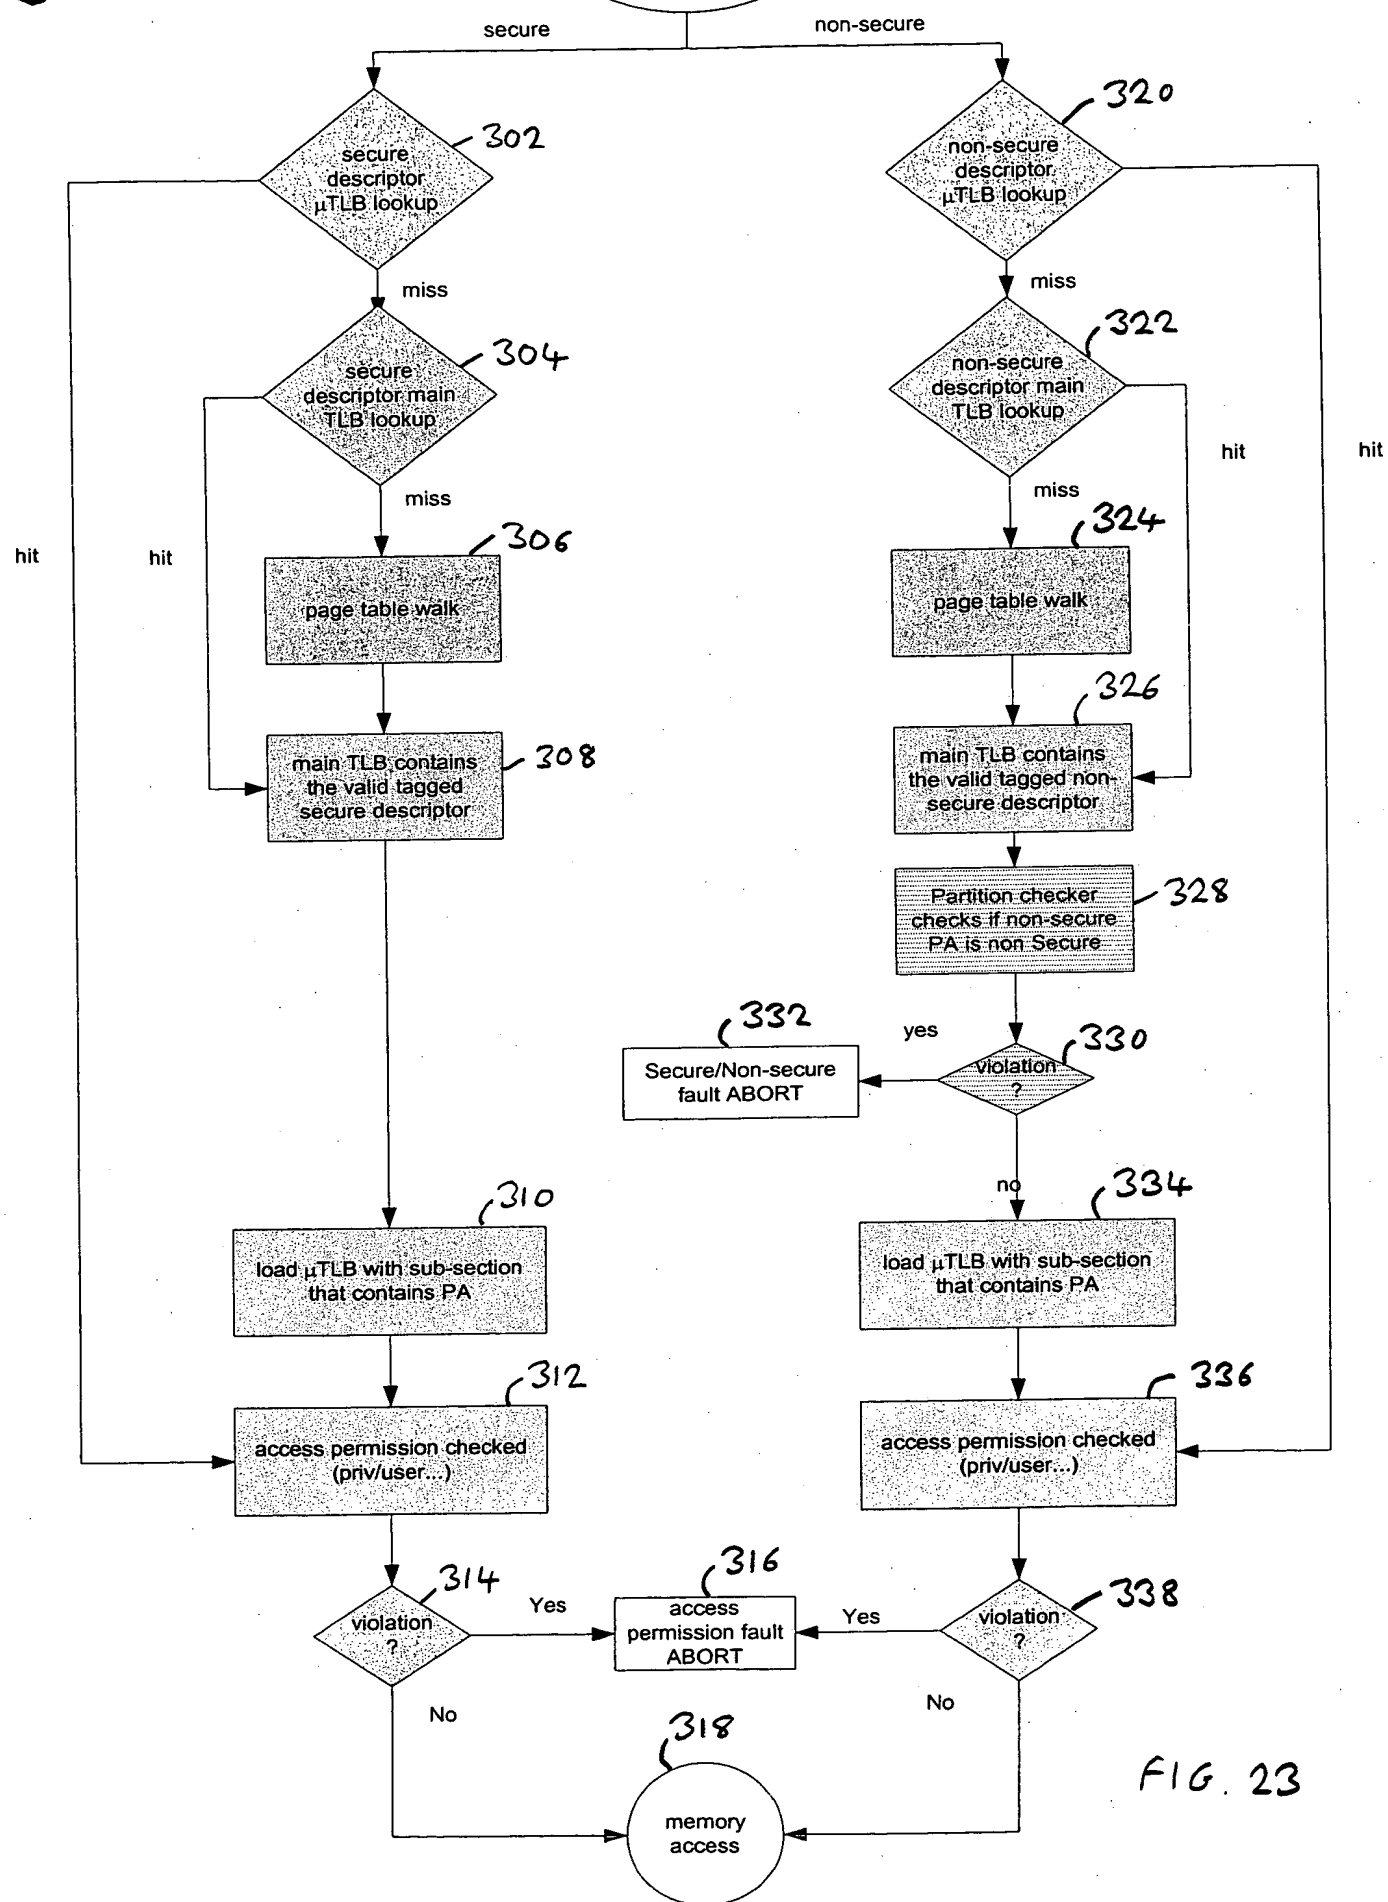 secure
non-secure
302
320
secure
descriptor
μTLB lookup
non-secure
descriptor
μTLB lookup
miss
miss
304
322
secure
descriptor main
TLB lookup
non-secure
descriptor main
TLB lookup
hit
hit
miss
miss
306
324
hit
hit
page table walk
page table walk
308
326
main TLB contains
the valid tagged
secure descriptor
main TLB contains
the valid tagged non-
secure descriptor
328
Partition checker
checks if non-secure
PA is non Secure
332
yes
330
Secure/Non-secure
fault ABORT
violation
?
no
310
334
load μTLB with sub-section
that contains PA
load μTLB with sub-section
that contains PA
312
336
access permission checked
(priv/user...)
access permission checked
(priv/user...)
314
316
338
violation
?
Yes
access
permission fault
ABORT
Yes
violation
?
No
No
318
memory
access
FIG. 23